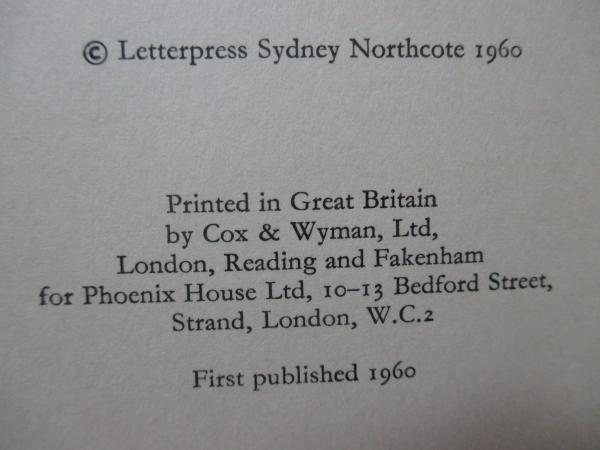 © Letterpress Sydney Northcote 1960
Printed in Great Britain
by Cox & Wyman, Ltd,
London, Reading and Fakenham
for Phoenix House Ltd, 10–13 Bedford Street,
Strand, London, W.C.2
First published 1960